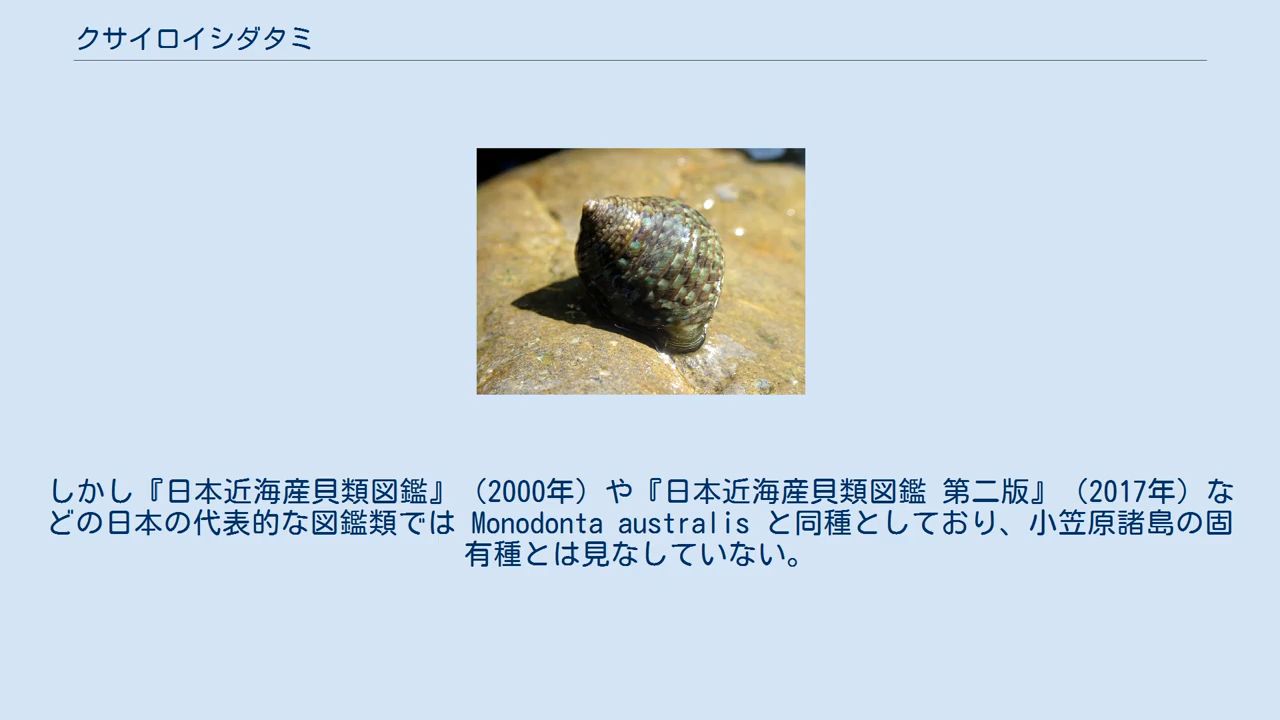 クサイロイシダタミ
しかし『日本近海産貝類図鑑』（2000年）や『日本近海産貝類図鑑 第二版』（2017年）な
どの日本の代表的な図鑑類では Monodonta australis と同種としており、小笠原諸島の固
有種とは見なしていない。